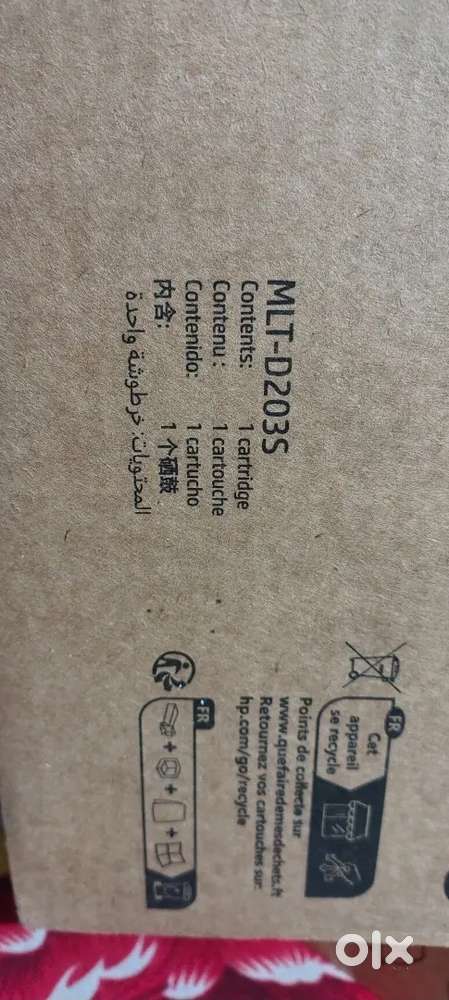 MLT-D203S
Contents: 1 cartridge
Contenu : 1 cartouche
Contenido: 1 cartucho
内含: 1 个硒鼓
المحتويات: خرطوشة واحدة
FR
Cet
appareil
se recycle
Points de collecte sur
www.quefairedemesdechets.fr
Retournez vos cartouches sur:
hp.com/go/recycle
-FR
+ + +
olx